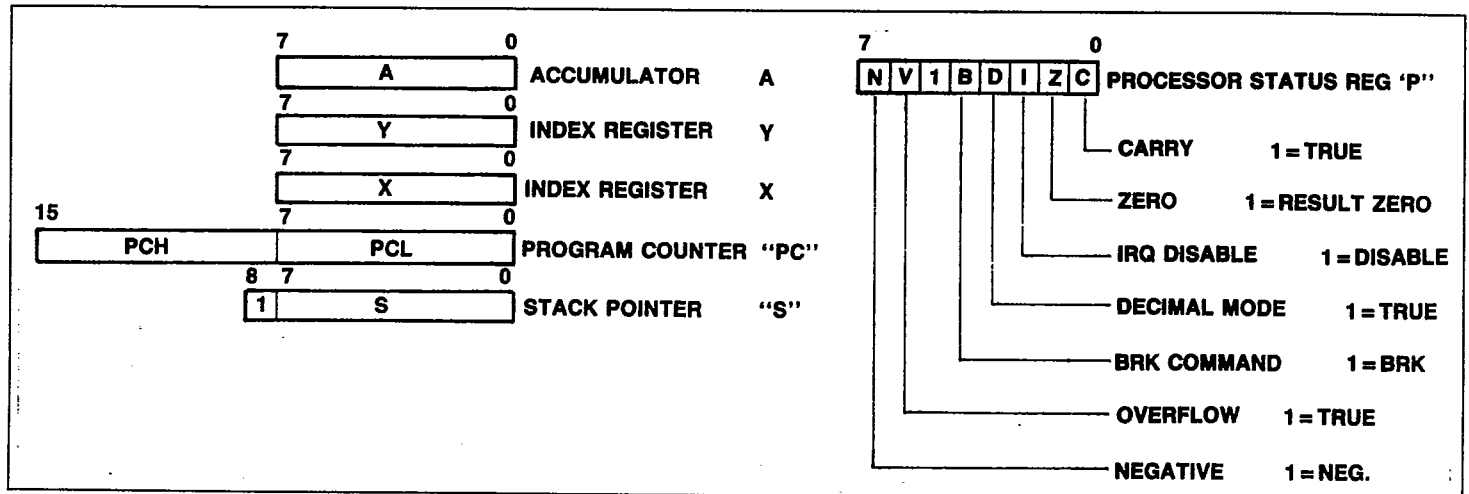 7 0
A ACCUMULATOR A
7 0
Y INDEX REGISTER Y
7 0
X INDEX REGISTER X
15 7 0
PCH PCL PROGRAM COUNTER “PC”
8 7 0
1 S STACK POINTER “S”
7 0
N V 1 B D I Z C PROCESSOR STATUS REG ‘P’’
CARRY 1 = TRUE
ZERO 1 = RESULT ZERO
IRQ DISABLE 1 = DISABLE
DECIMAL MODE 1 = TRUE
BRK COMMAND 1 = BRK
OVERFLOW 1 = TRUE
NEGATIVE 1 = NEG.